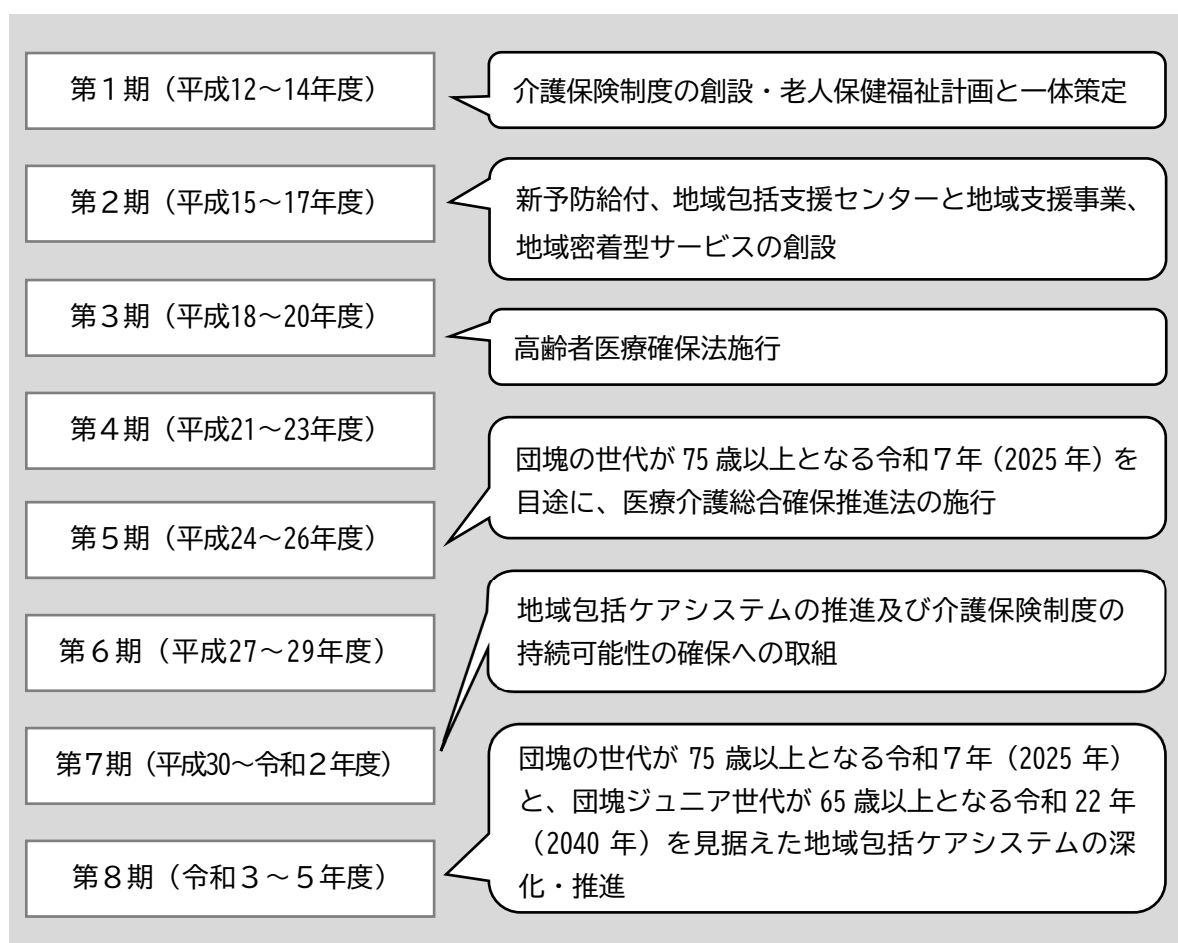 第１期（平成12～14年度）
介護保険制度の創設・老人保健福祉計画と一体策定
第２期（平成15～17年度）
新予防給付、地域包括支援センターと地域支援事業、
地域密着型サービスの創設
第３期（平成18～20年度）
高齢者医療確保法施行
第４期（平成21～23年度）
団塊の世代が 75 歳以上となる令和７年（2025 年）を
目途に、医療介護総合確保推進法の施行
第５期（平成24～26年度）
地域包括ケアシステムの推進及び介護保険制度の
持続可能性の確保への取組
第６期（平成27～29年度）
第７期（平成30～令和２年度）
団塊の世代が 75 歳以上となる令和７年（2025 年）
と、団塊ジュニア世代が 65 歳以上となる令和 22 年
（2040 年）を見据えた地域包括ケアシステムの深
化・推進
第８期（令和３～５年度）